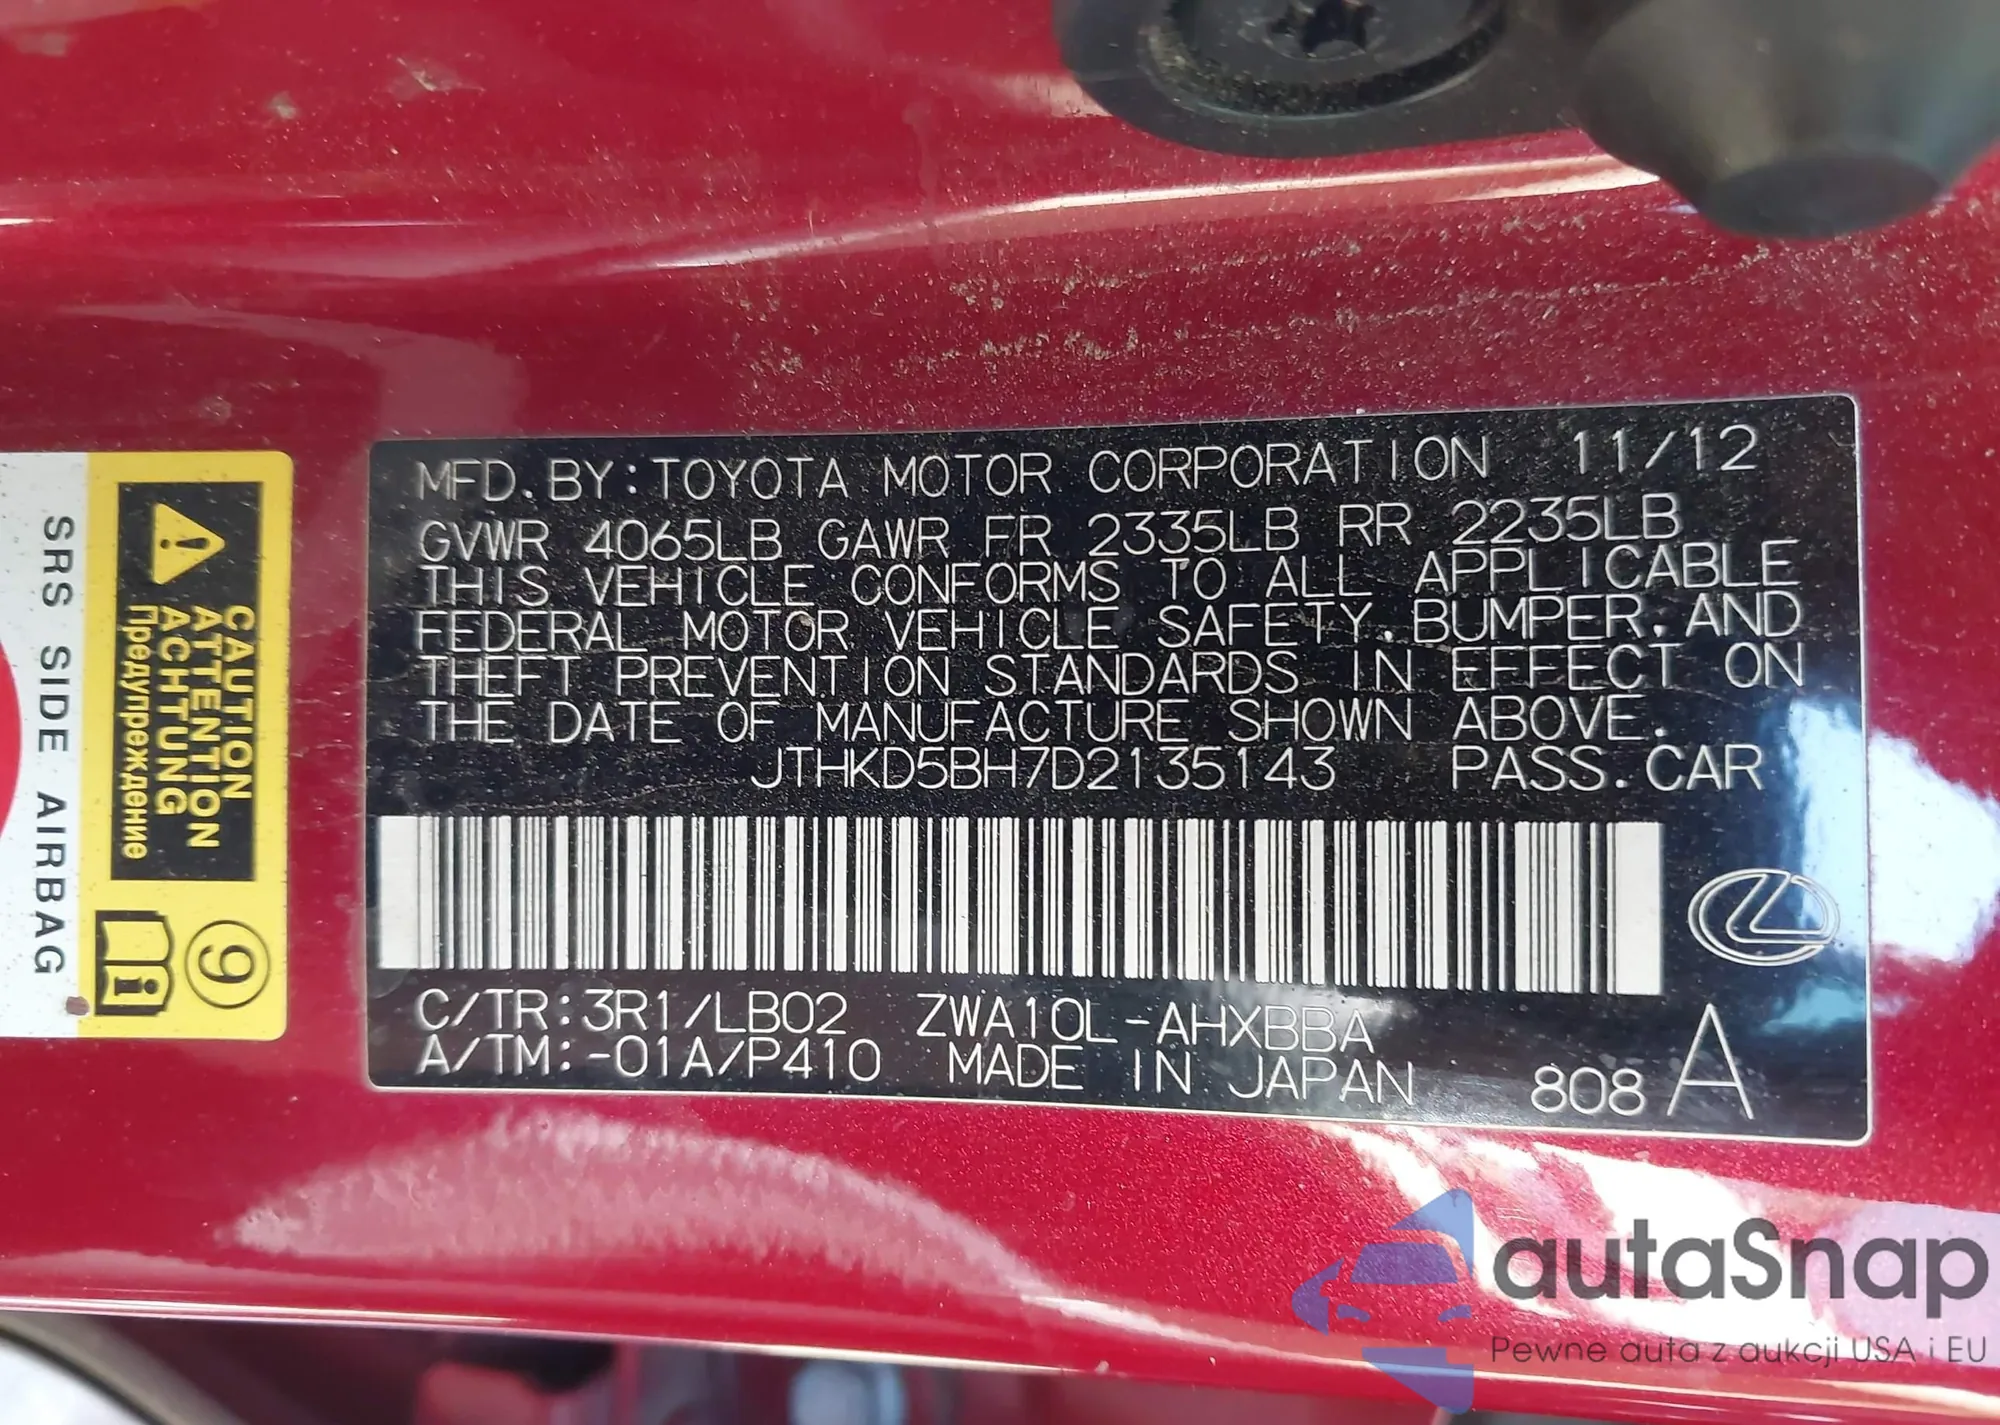 MFD. BY: TOYOTA MOTOR CORPORATION 11/12
GVWR 4065LB GAWR FR 2335LB RR 2235LB
THIS VEHICLE CONFORMS TO ALL APPLICABLE
FEDERAL MOTOR VEHICLE SAFETY, BUMPER, AND
THEFT PREVENTION STANDARDS IN EFFECT ON
THE DATE OF MANUFACTURE SHOWN ABOVE.
JTHKD5BH7D2135143 PASS. CAR
C/TR:3R1/LB02 ZWA10L-AHXBBA
A/TM:-01A/P410 MADE IN JAPAN 808 A
CAUTION
ATTENTION
ACHTUNG
Предупреждение
9
i
SRS SIDE AIRBAG
autaSnap
Pewne auta z aukcji USA i EU